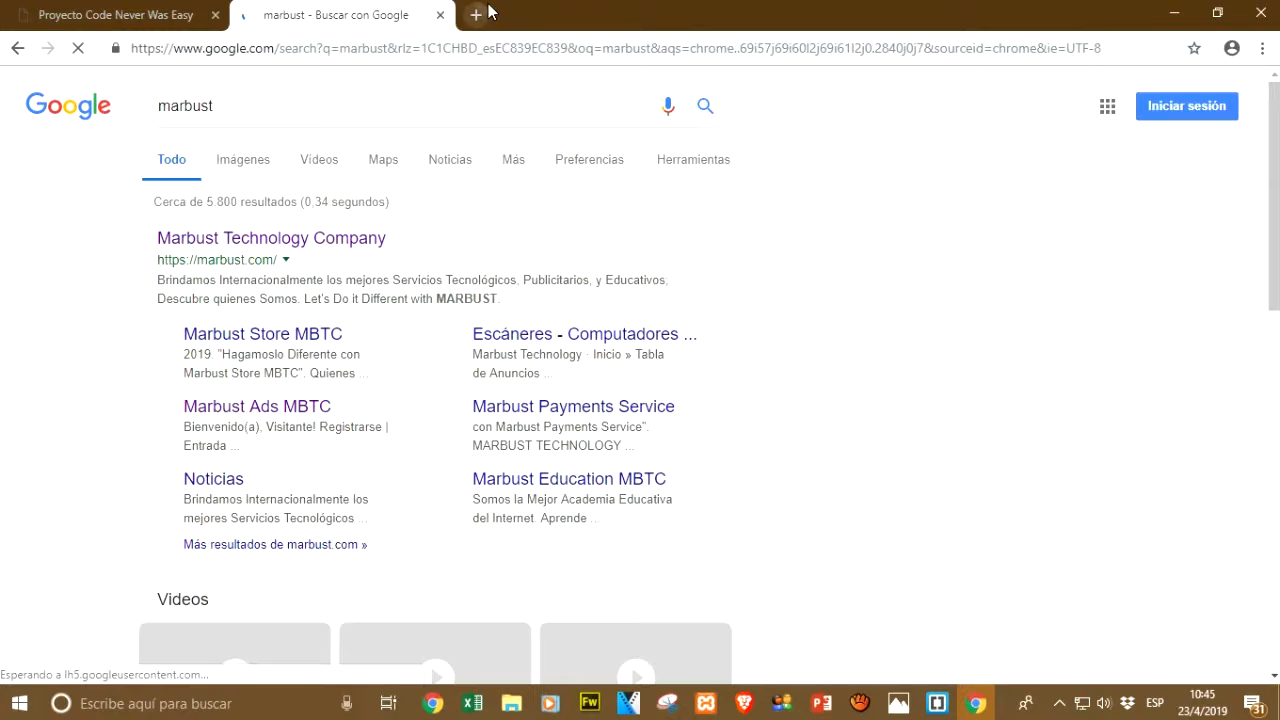 Proyecto Code Never Was Easy
marbust - Buscar con Google
https://www.google.com/search?q=marbust&rlz=1C1CHBD_esEC839EC839&oq=marbust&aqs=chrome..69i57j69i60l2j69i61l2j0.2840j0j7&sourceid=chrome&ie=UTF-8
Google
marbust
Iniciar sesión
Todo Imágenes Vídeos Maps Noticias Más Preferencias Herramientas
Cerca de 5.800 resultados (0,34 segundos)
Marbust Technology Company
https://marbust.com/
Brindamos Internacionalmente los mejores Servicios Tecnológicos, Publicitarios, y Educativos;
Descubre quienes Somos. Let's Do it Different with MARBUST.
Marbust Store MBTC
2019. "Hagamoslo Diferente con
Marbust Store MBTC". Quienes ...
Escáneres - Computadores ...
Marbust Technology · Inicio » Tabla
de Anuncios ...
Marbust Ads MBTC
Bienvenido(a), Visitante! Registrarse |
Entrada ...
Marbust Payments Service
con Marbust Payments Service".
MARBUST TECHNOLOGY ...
Noticias
Brindamos Internacionalmente los
mejores Servicios Tecnológicos ...
Marbust Education MBTC
Somos la Mejor Academia Educativa
del Internet. Aprende ...
Más resultados de marbust.com »
Videos
Esperando a lh5.googleusercontent.com...
Escribe aquí para buscar
Fw
ESP
10:45
23/4/2019
31